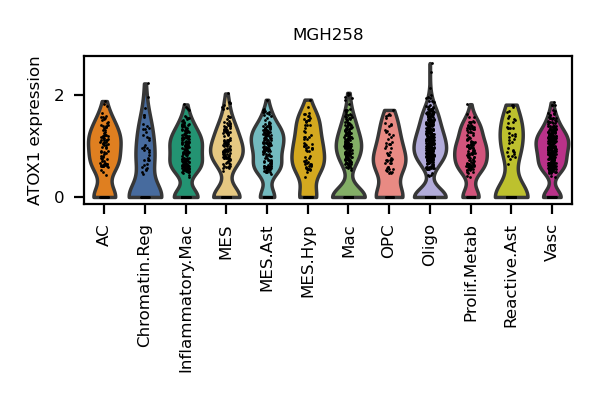 MGH258
ATOX1 expression
2
0
AC
Chromatin.Reg
Inflammatory.Mac
MES
MES.Ast
MES.Hyp
Mac
OPC
Oligo
Prolif.Metab
Reactive.Ast
Vasc